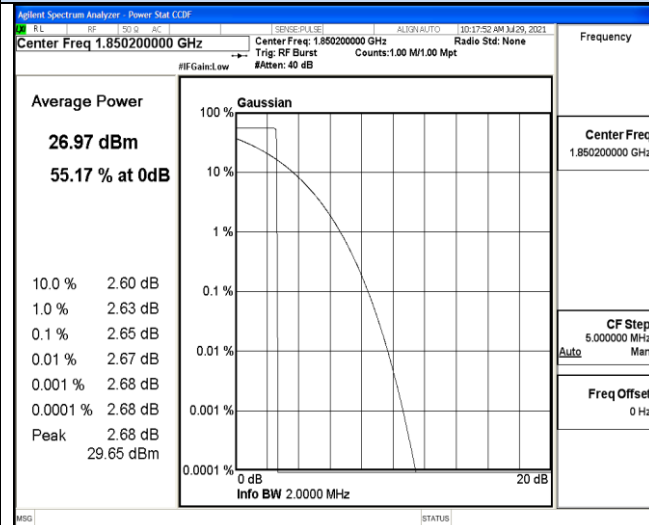 Agilent Spectrum Analyzer - Power Stat CCDF
RL RF 50 Ω AC SENSE:PULSE ALIGN AUTO 10:17:52 AM Jul 29, 2021
Center Freq 1.850200000 GHz
Center Freq: 1.850200000 GHz Radio Std: None
Trig: RF Burst Counts:1.00 M/1.00 Mpt
#IFGain:Low #Atten: 40 dB
Frequency
Average Power
26.97 dBm
55.17 % at 0dB
10.0 % 2.60 dB
1.0 % 2.63 dB
0.1 % 2.65 dB
0.01 % 2.67 dB
0.001 % 2.68 dB
0.0001 % 2.68 dB
Peak 2.68 dB
29.65 dBm
Gaussian
100 %
10 %
1 %
0.1 %
0.01 %
0.001 %
0.0001 %
0 dB 20 dB
Info BW 2.0000 MHz
Center Freq
1.850200000 GHz
CF Step
5.000000 MHz
Auto Man
Freq Offset
0 Hz
MSG STATUS